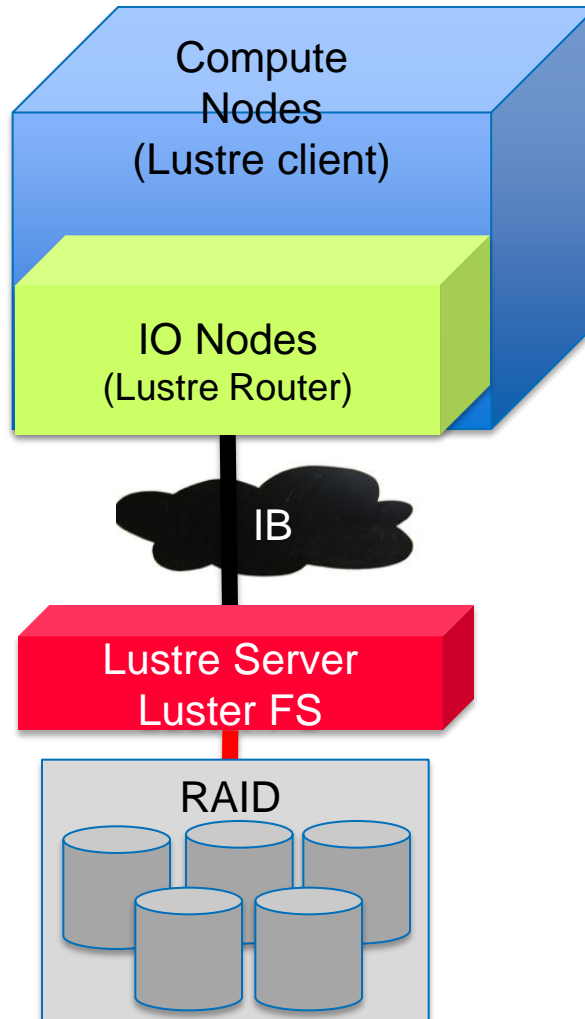 Compute
Nodes
(Lustre client)
IO Nodes
(Lustre Router)
IB
Lustre Server
Luster FS
RAID